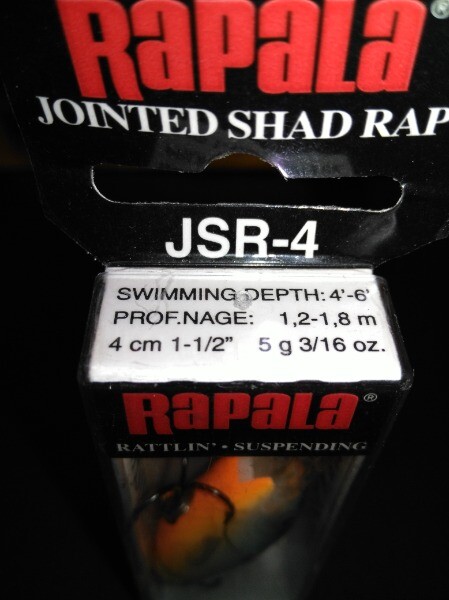 RAPALA
JOINTED SHAD RAP
JSR-4
SWIMMING DEPTH: 4'-6'
PROF.NAGE: 1,2-1,8 m
4 cm 1-1/2" 5 g 3/16 oz.
RAPALA®
RATTLIN' • SUSPENDING